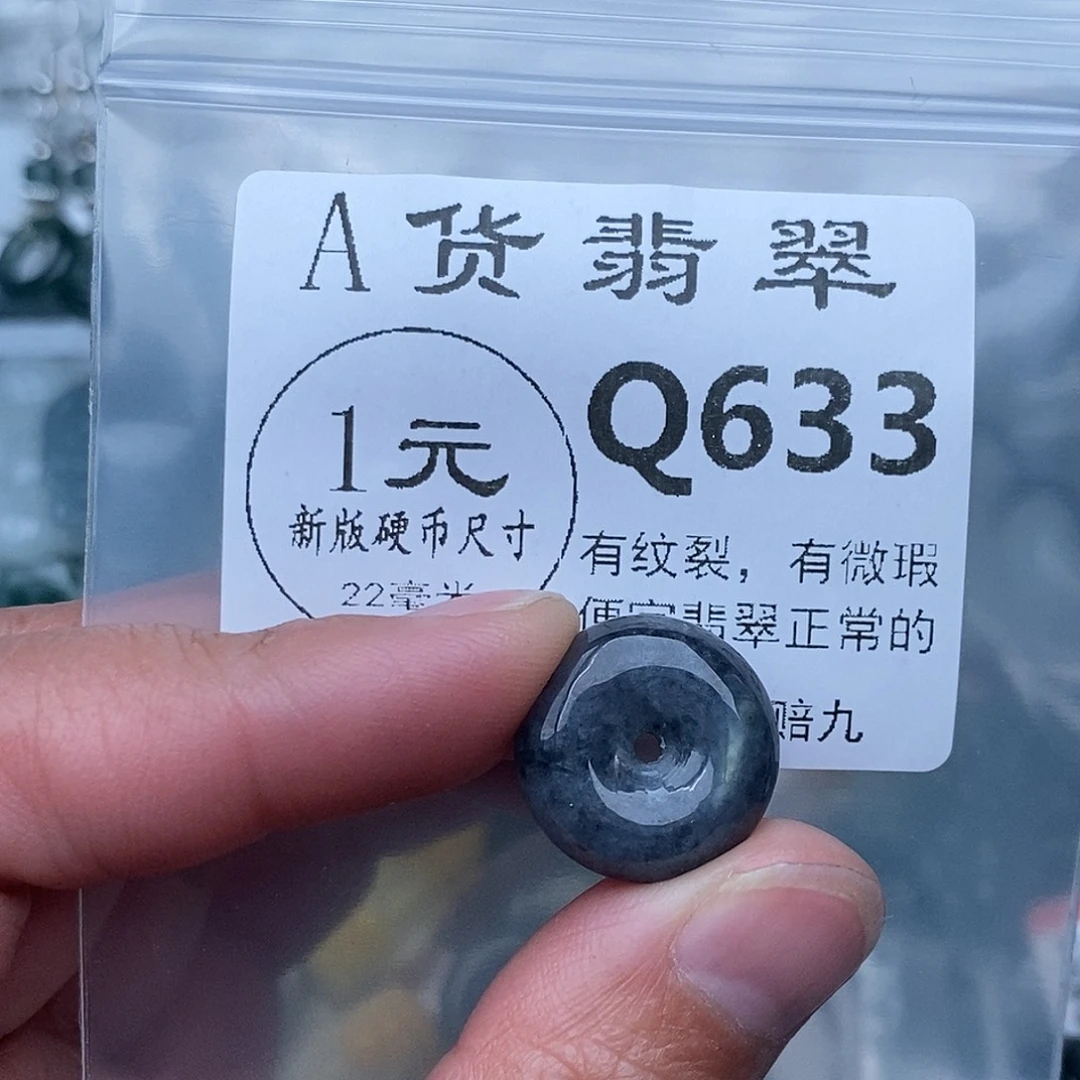 A货翡翠
1元
新版硬币尺寸
22毫米
Q633
有纹裂，有微瑕
便宜翡翠正常的
赔九